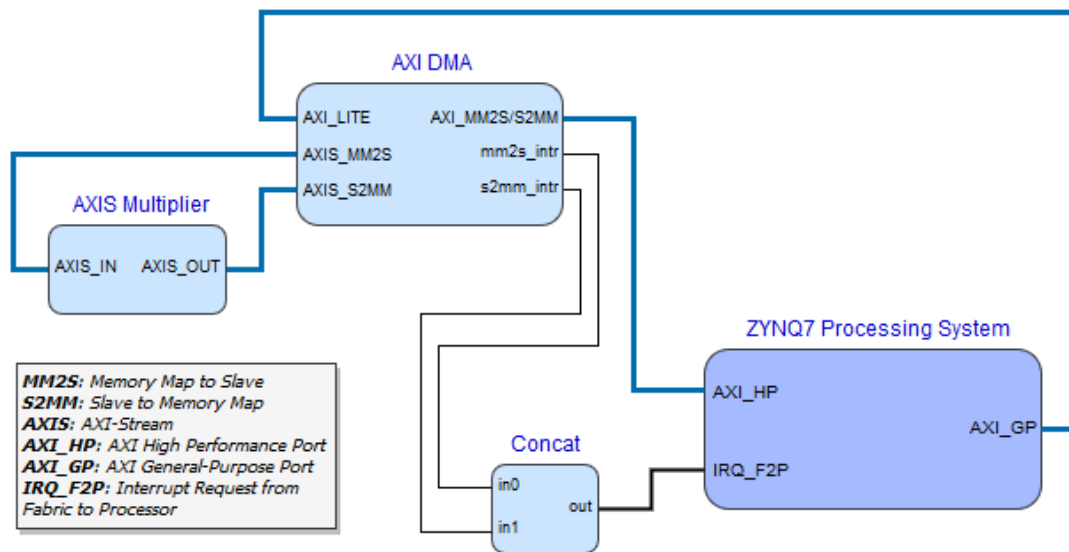 AXI DMA
AXI_LITE AXI_MM2S/S2MM
AXIS_MM2S mm2s_intr
AXIS_S2MM s2mm_intr
AXIS Multiplier
AXIS_IN AXIS_OUT
ZYNQ7 Processing System
AXI_HP
AXI_GP
IRQ_F2P
Concat
in0
out
in1
MM2S: Memory Map to Slave
S2MM: Slave to Memory Map
AXIS: AXI-Stream
AXI_HP: AXI High Performance Port
AXI_GP: AXI General-Purpose Port
IRQ_F2P: Interrupt Request from
Fabric to Processor